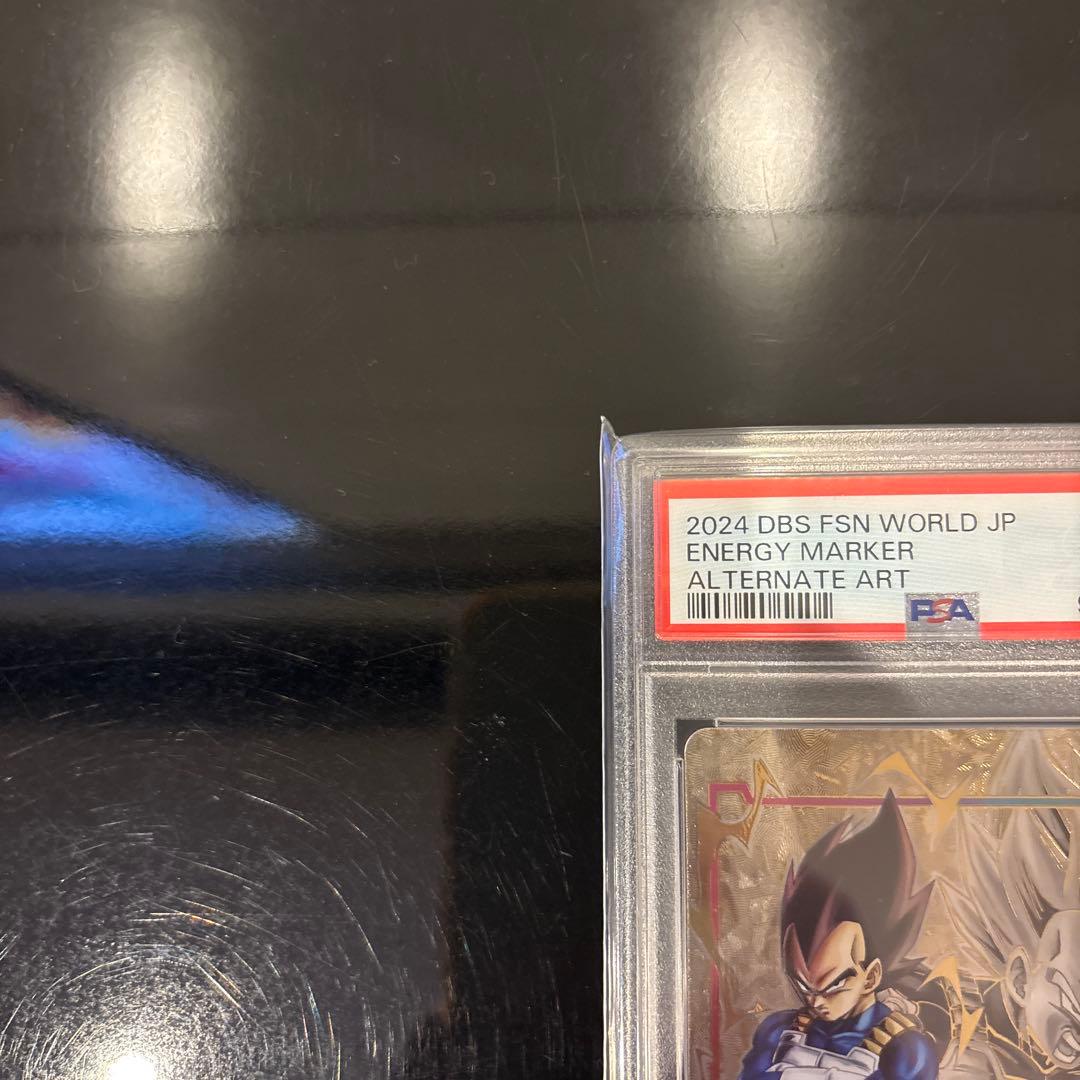 2024 DBS FSN WORLD JP
ENERGY MARKER
ALTERNATE ART
PSA